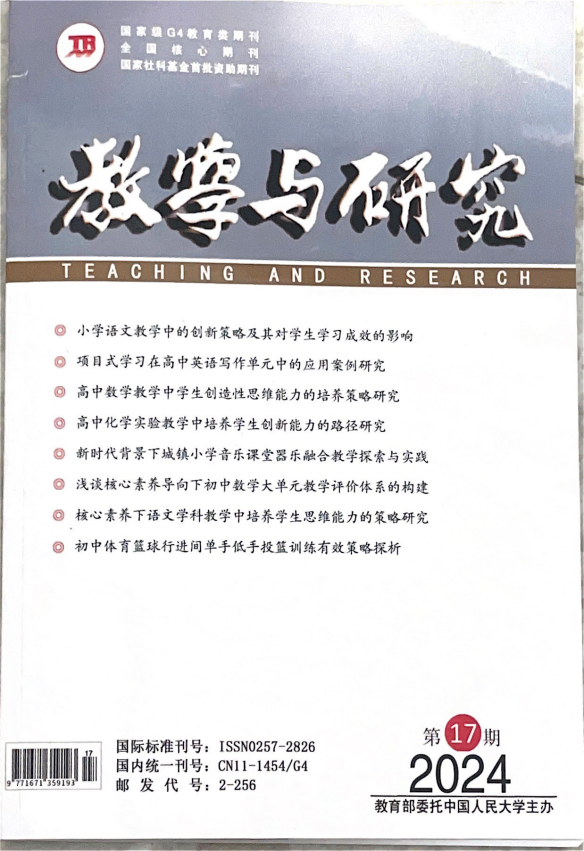 国家级G4教育类期刊
全国核心期刊
国家社科基金首批资助期刊
教学与研究
TEACHING AND RESEARCH
小学语文教学中的创新策略及其对学生学习成效的影响
项目式学习在高中英语写作单元中的应用案例研究
高中数学教学中学生创造性思维能力的培养策略研究
高中化学实验教学中培养学生创新能力的路径研究
新时代背景下城镇小学音乐课堂器乐融合教学探索与实践
浅谈核心素养导向下初中数学大单元教学评价体系的构建
核心素养下语文学科教学中培养学生思维能力的策略研究
初中体育篮球行进间单手低手投篮训练有效策略探析
第17期
2024
教育部委托中国人民大学主办
国际标准刊号：ISSN0257-2826
国内统一刊号：CN11-1454/G4
邮发代号：2-256
17
9 771671 359193